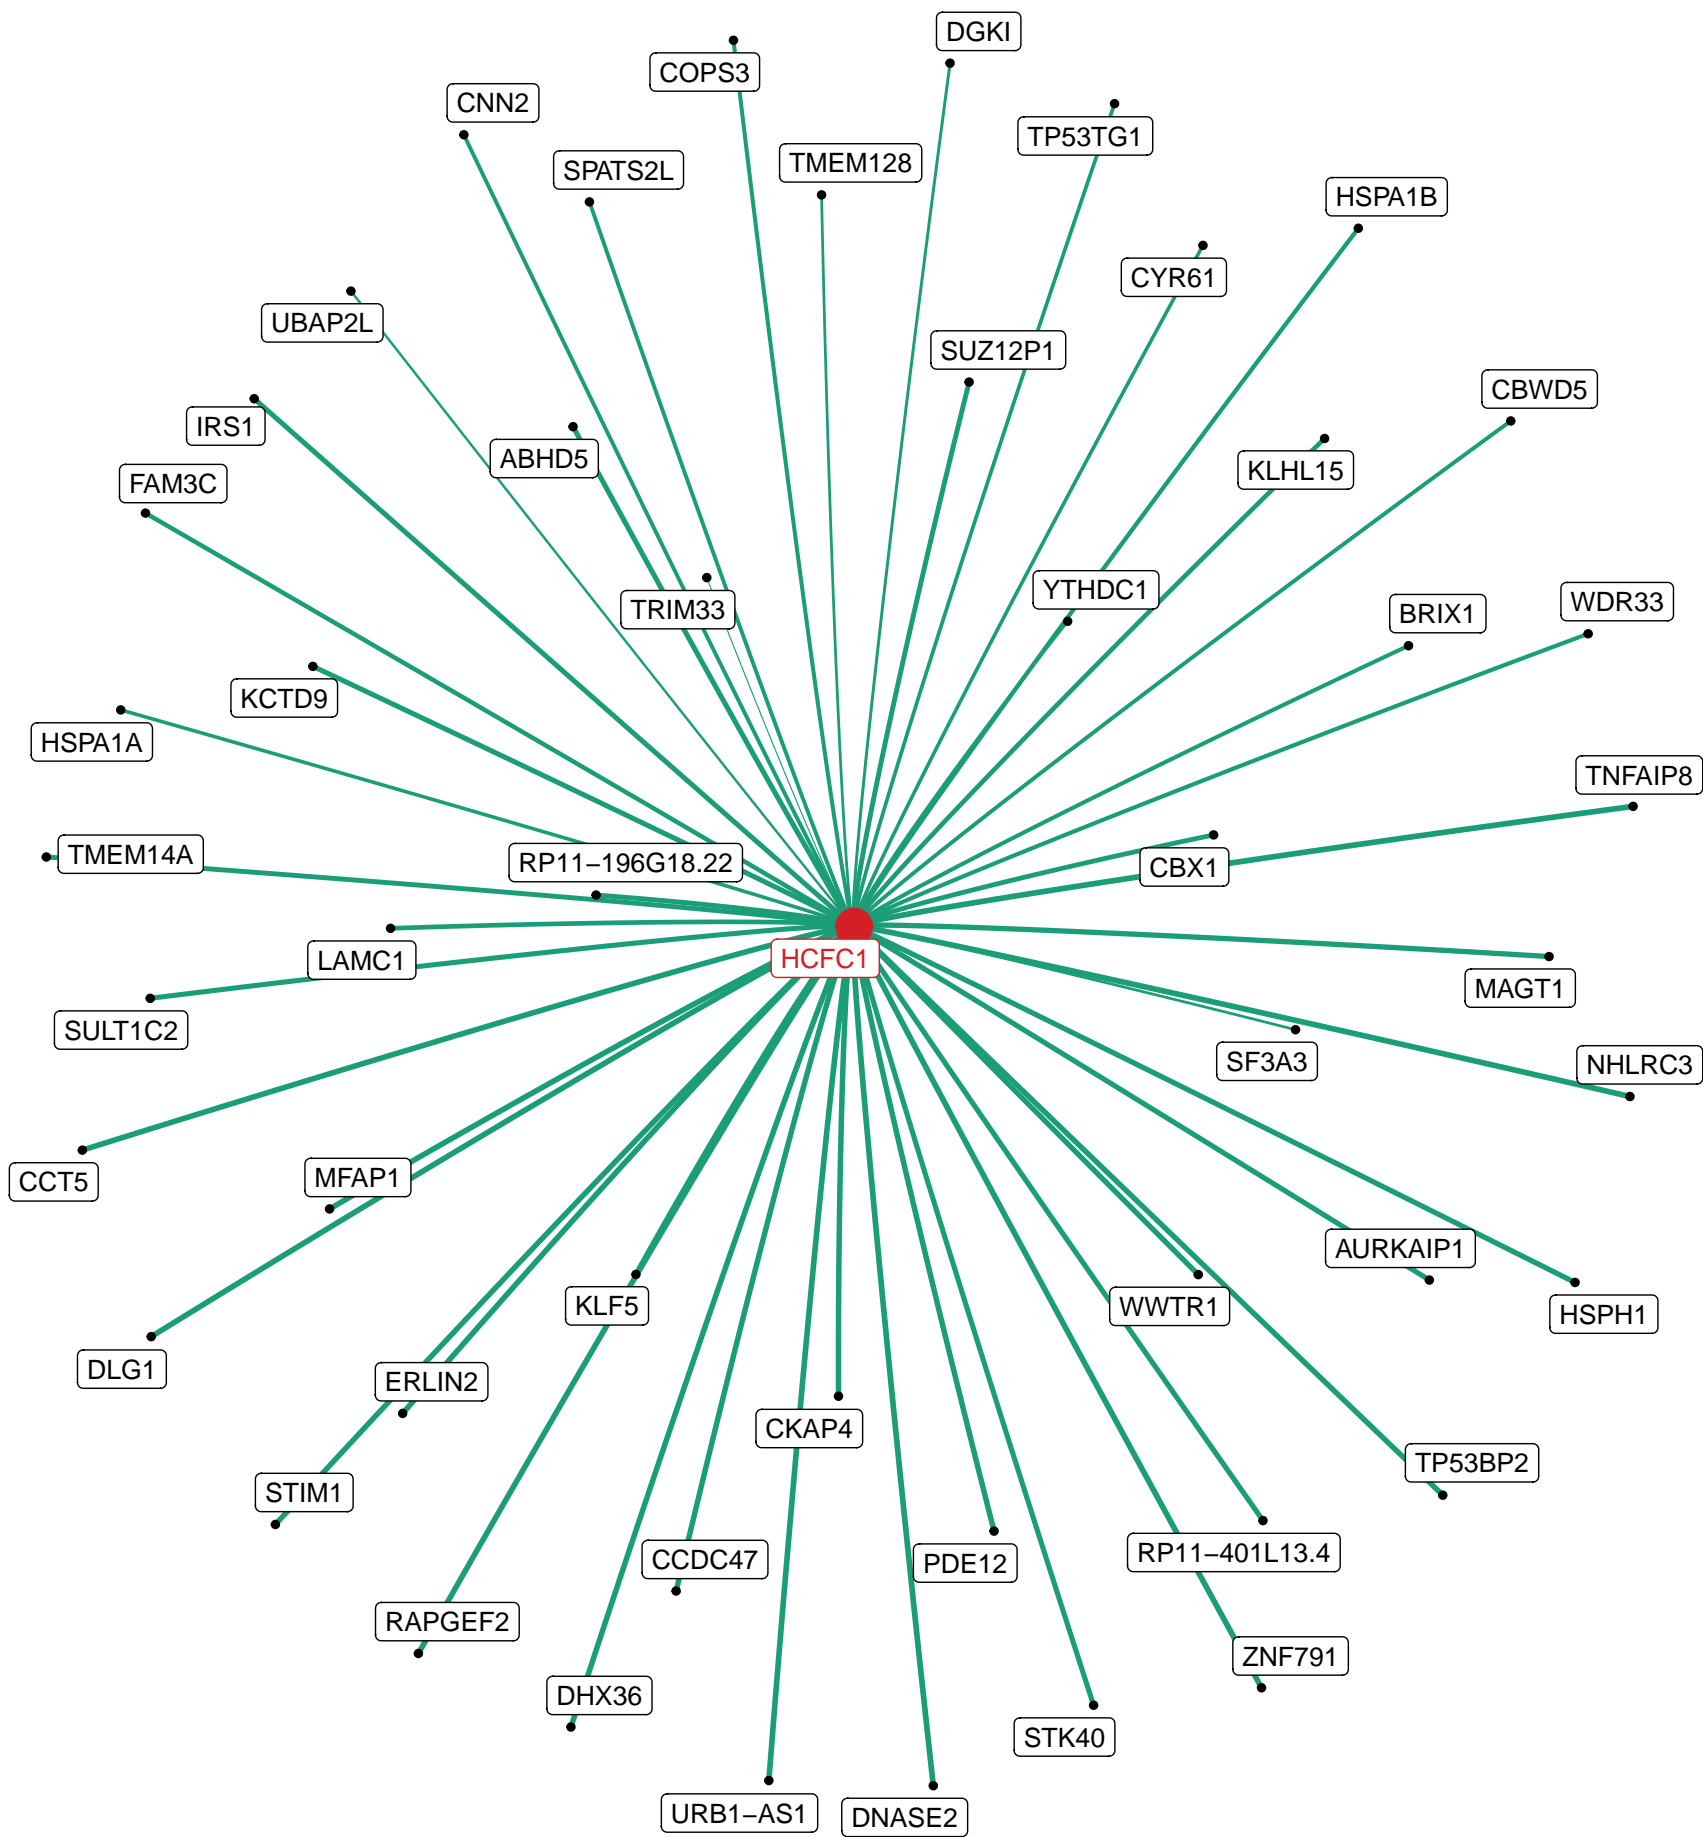 DGKI
COPS3
CNN2
TP53TG1
TMEM128
SPATS2L
HSPA1B
CYR61
UBAP2L
SUZ12P1
CBWD5
IRS1
ABHD5
KLHL15
FAM3C
YTHDC1
WDR33
TRIM33
BRIX1
KCTD9
HSPA1A
TNFAIP8
TMEM14A
RP11−196G18.22
CBX1
LAMC1
HCFC1
MAGT1
SULT1C2
SF3A3
NHLRC3
MFAP1
CCT5
AURKAIP1
KLF5
WWTR1
HSPH1
DLG1
ERLIN2
CKAP4
TP53BP2
STIM1
RP11−401L13.4
CCDC47
PDE12
RAPGEF2
ZNF791
DHX36
STK40
URB1−AS1
DNASE2